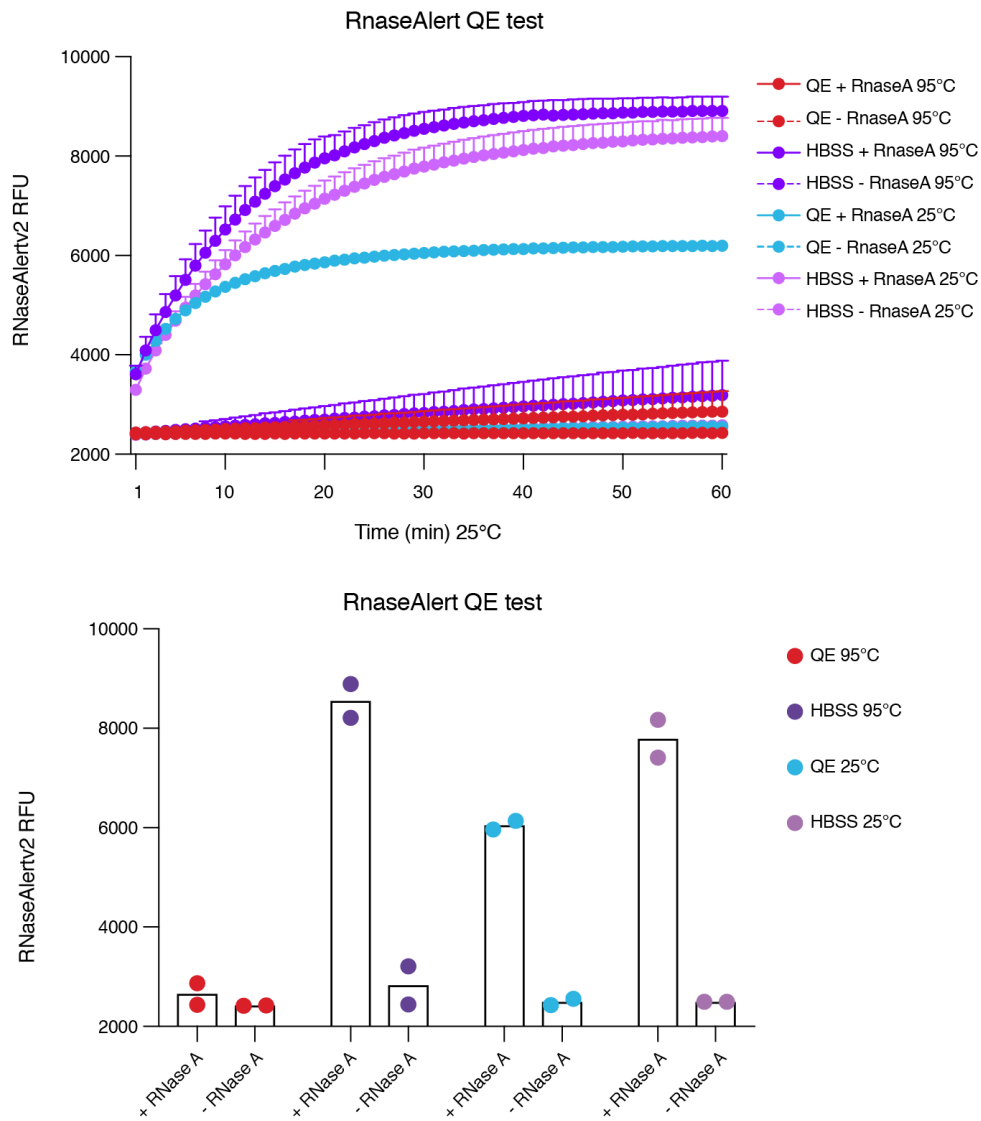 RnaseAlert QE test
10000
8000
6000
4000
2000
RNaseAlertv2 RFU
1 10 20 30 40 50 60
Time (min) 25°C
QE + RnaseA 95°C
QE - RnaseA 95°C
HBSS + RnaseA 95°C
HBSS - RnaseA 95°C
QE + RnaseA 25°C
QE - RnaseA 25°C
HBSS + RnaseA 25°C
HBSS - RnaseA 25°C
RnaseAlert QE test
10000
8000
6000
4000
2000
RNaseAlertv2 RFU
+ RNase A
- RNase A
+ RNase A
- RNase A
+ RNase A
- RNase A
+ RNase A
- RNase A
QE 95°C
HBSS 95°C
QE 25°C
HBSS 25°C